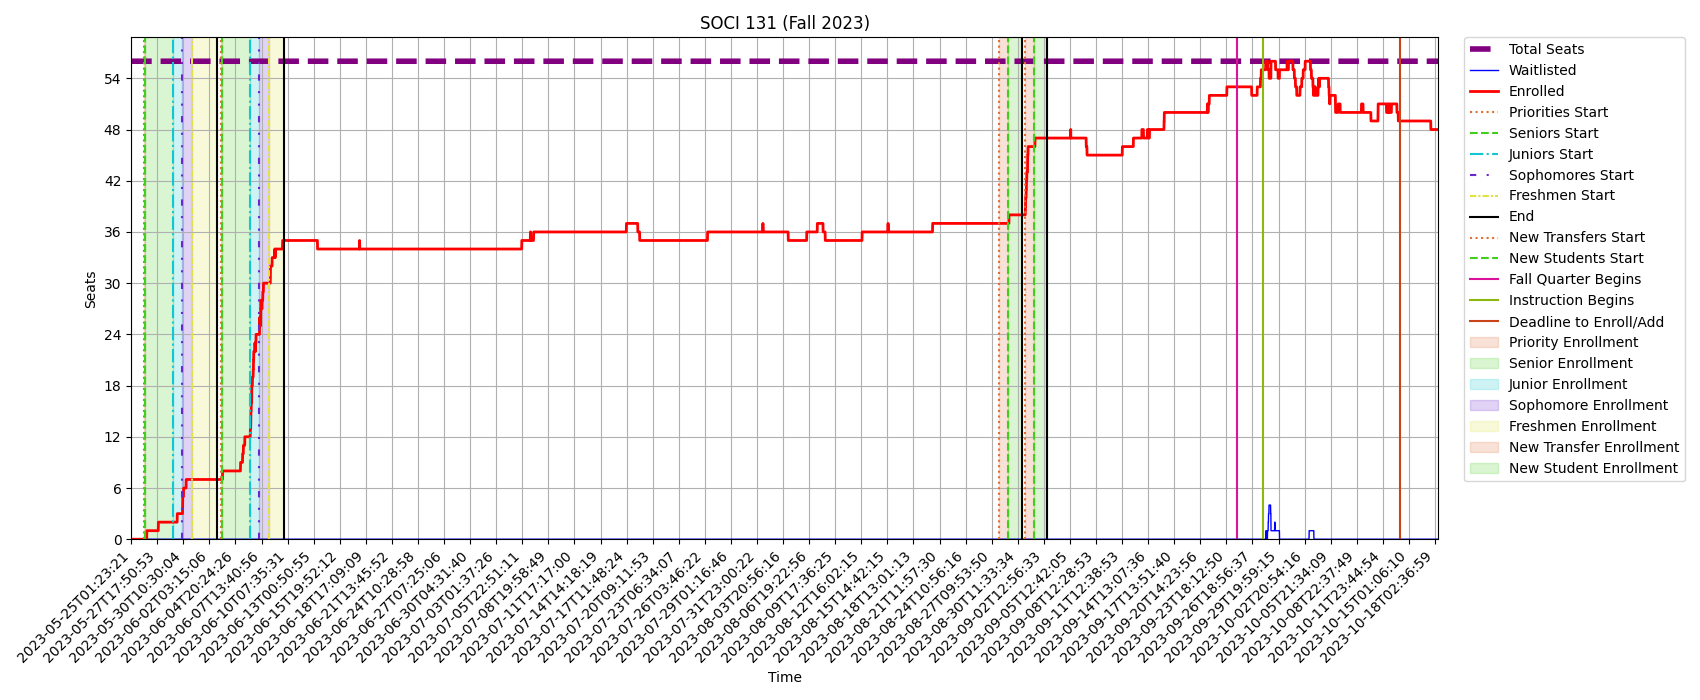 SOCI 131 (Fall 2023)
Seats
54
48
42
36
30
24
18
12
6
0
2023-05-25T01:23:21
2023-05-27T17:50:53
2023-05-30T10:30:04
2023-06-02T03:15:06
2023-06-04T20:24:26
2023-06-07T13:40:56
2023-06-10T07:35:31
2023-06-13T00:50:55
2023-06-15T19:52:12
2023-06-18T17:09:09
2023-06-21T13:45:52
2023-06-24T10:28:58
2023-06-27T07:25:06
2023-06-30T04:31:40
2023-07-03T01:37:26
2023-07-05T22:51:11
2023-07-08T19:58:49
2023-07-11T17:17:00
2023-07-14T14:18:19
2023-07-17T11:48:24
2023-07-20T09:11:53
2023-07-23T06:34:07
2023-07-26T03:46:22
2023-07-29T01:16:46
2023-07-31T23:00:22
2023-08-03T20:56:16
2023-08-06T19:22:56
2023-08-09T17:36:25
2023-08-12T16:02:15
2023-08-15T14:42:15
2023-08-18T13:01:13
2023-08-21T11:57:30
2023-08-24T10:56:16
2023-08-27T09:53:50
2023-08-30T11:33:34
2023-09-02T12:56:33
2023-09-05T12:42:05
2023-09-08T12:28:53
2023-09-11T12:38:53
2023-09-14T13:07:36
2023-09-17T13:51:40
2023-09-20T14:23:56
2023-09-23T18:12:50
2023-09-26T18:56:37
2023-09-29T19:59:15
2023-10-02T20:54:16
2023-10-05T21:34:09
2023-10-08T22:37:49
2023-10-11T23:44:54
2023-10-15T01:06:10
2023-10-18T02:36:59
Time
Total Seats
Waitlisted
Enrolled
Priorities Start
Seniors Start
Juniors Start
Sophomores Start
Freshmen Start
End
New Transfers Start
New Students Start
Fall Quarter Begins
Instruction Begins
Deadline to Enroll/Add
Priority Enrollment
Senior Enrollment
Junior Enrollment
Sophomore Enrollment
Freshmen Enrollment
New Transfer Enrollment
New Student Enrollment